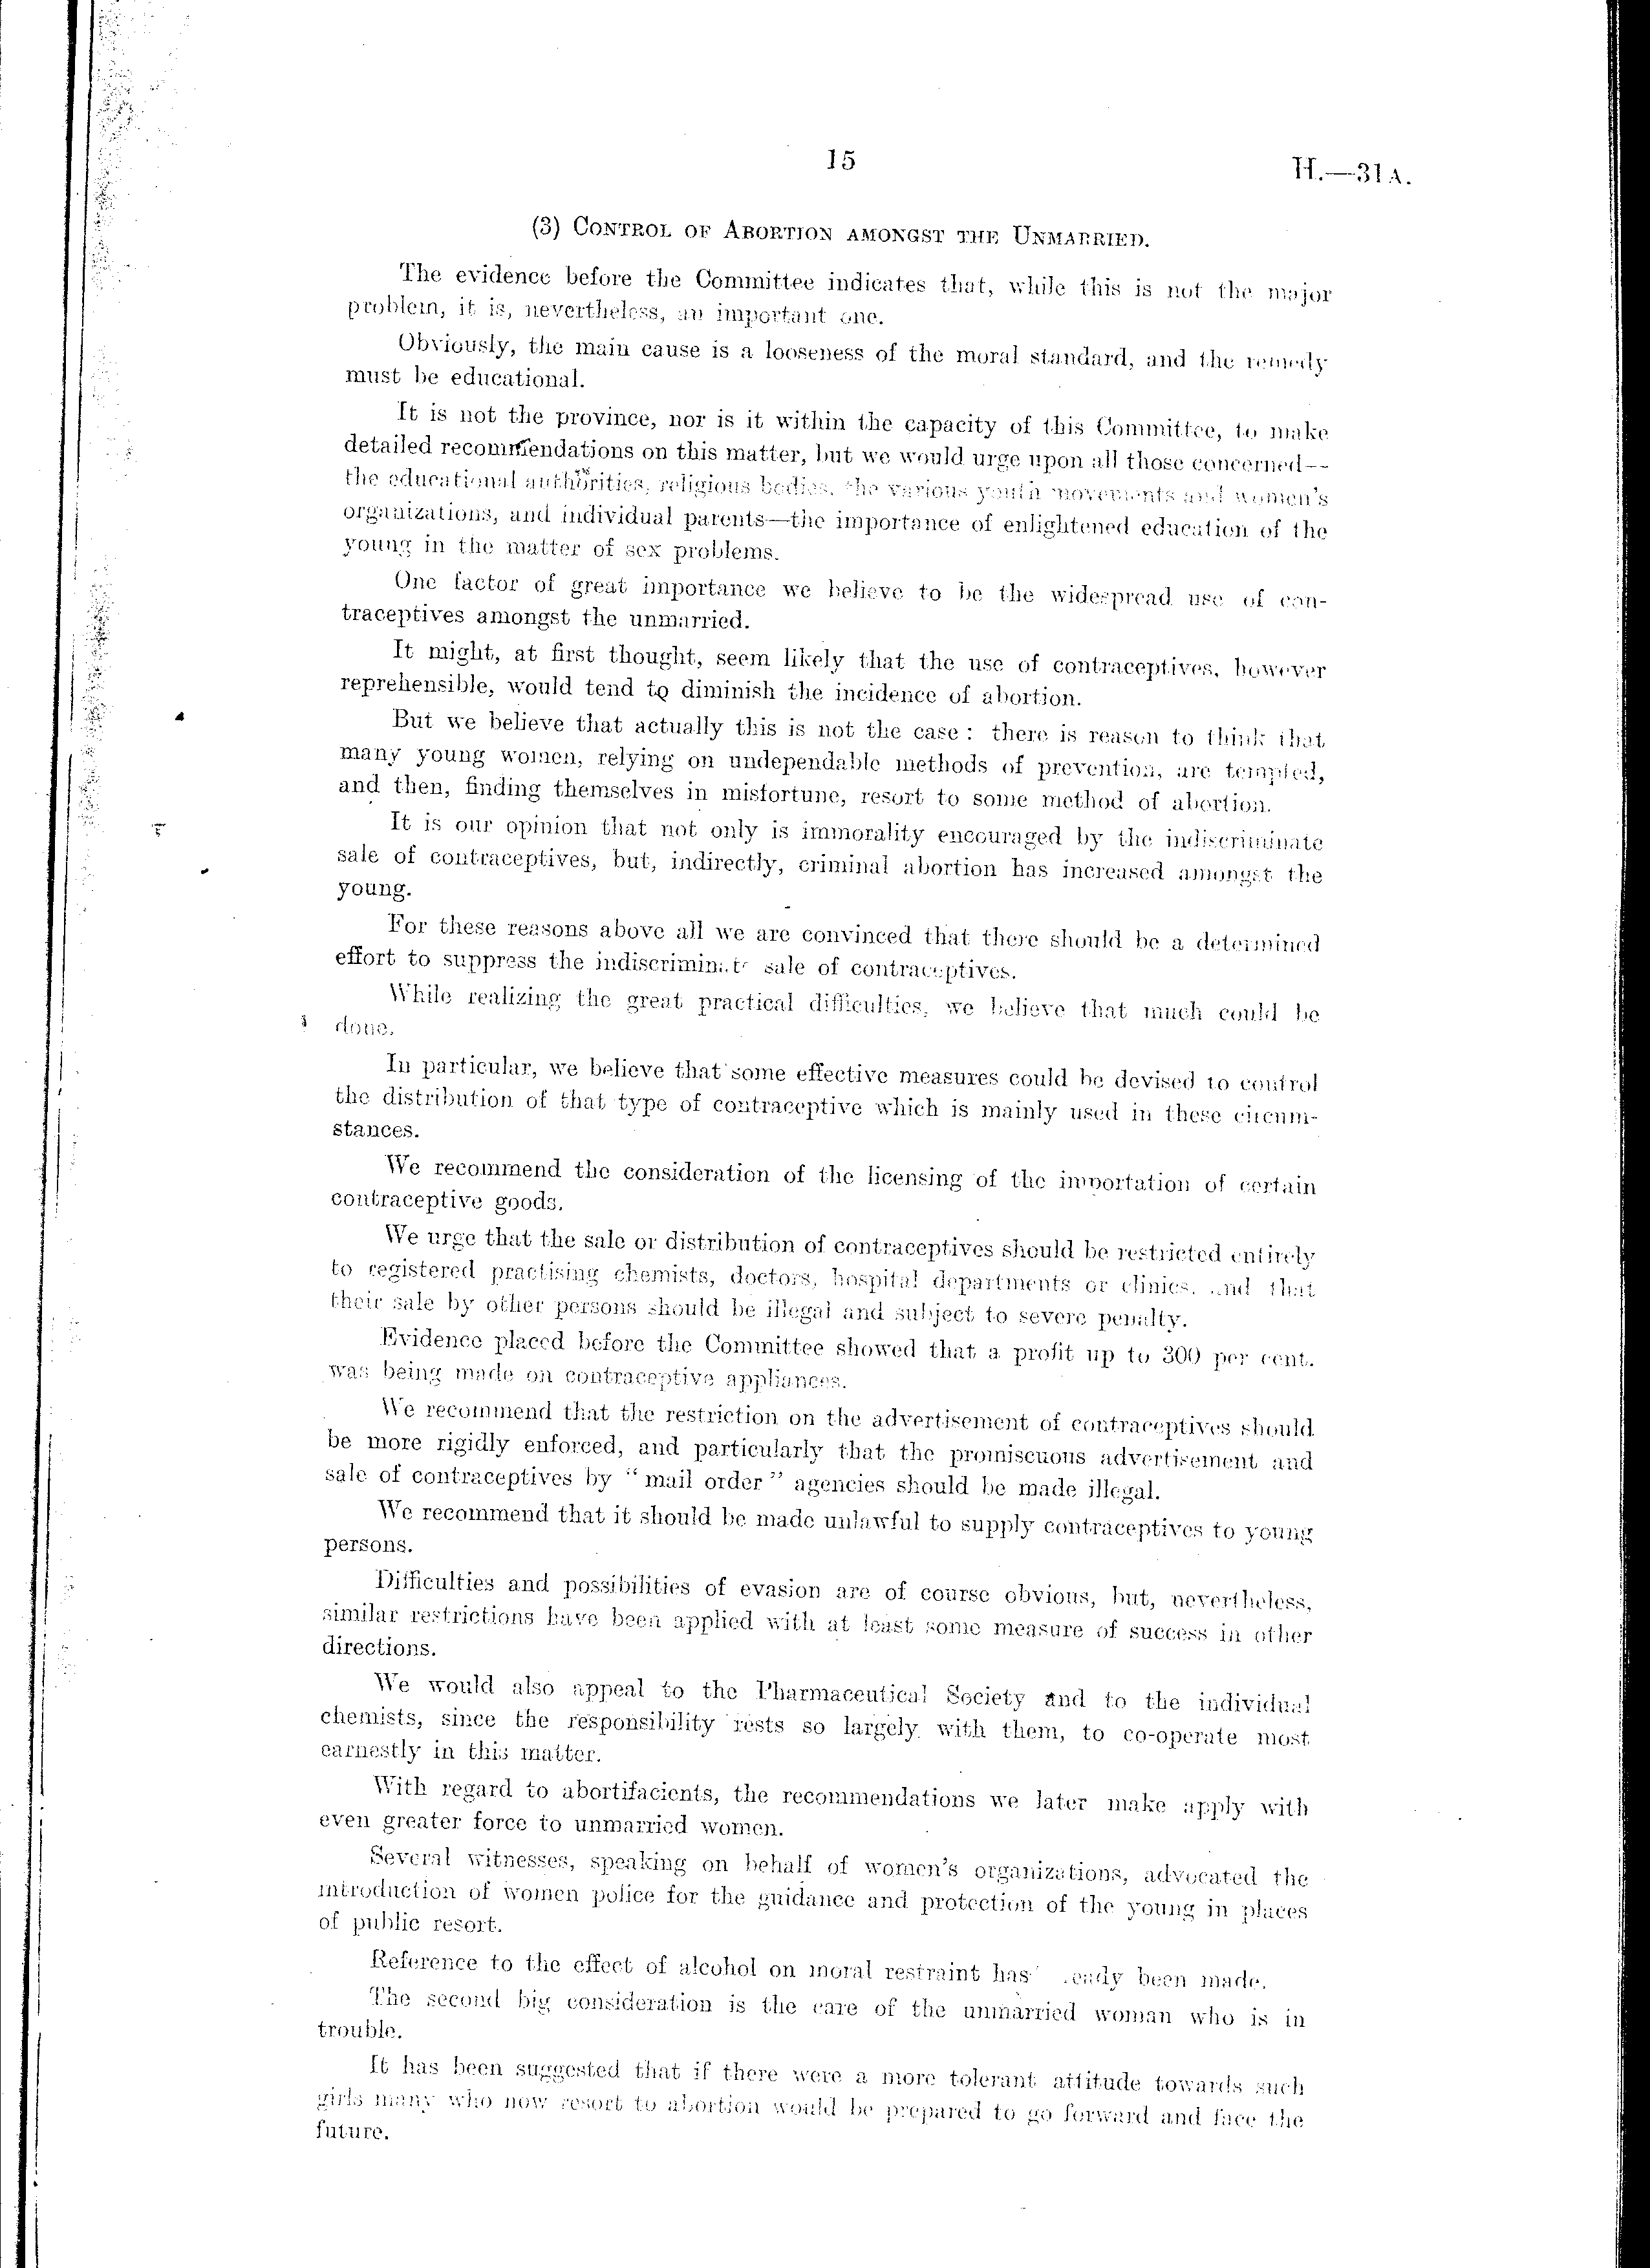 15
H.—31A.
(3) CONTROL OF ABORTION AMONGST THE UNMARRIED.
The evidence before the Committee indicates that, while this is not the major
problem, it is, nevertheless, an important one.
Obviously, the main cause is a looseness of the moral standard, and the remedy
must be educational.
It is not the province, nor is it within the capacity of this Committee, to make
detailed recommendations on this matter, but we would urge upon all those concerned—
the educational authorities, religious bodies, the various youth movements and women's
organizations, and individual parents—the importance of enlightened education of the
young in the matter of sex problems.
One factor of great importance we believe to be the widespread use of con-
traceptives amongst the unmarried.
It might, at first thought, seem likely that the use of contraceptives, however
reprehensible, would tend to diminish the incidence of abortion.
But we believe that actually this is not the case: there is reason to think that
many young women, relying on undependable methods of prevention, are tempted,
and then, finding themselves in misfortune, resort to some method of abortion.
It is our opinion that not only is immorality encouraged by the indiscriminate
sale of contraceptives, but, indirectly, criminal abortion has increased amongst the
young.
For these reasons above all we are convinced that there should be a determined
effort to suppress the indiscriminate sale of contraceptives.
While realizing the great practical difficulties, we believe that much could be
done.
In particular, we believe that some effective measures could be devised to control
the distribution of that type of contraceptive which is mainly used in these circum-
stances.
We recommend the consideration of the licensing of the importation of certain
contraceptive goods.
We urge that the sale or distribution of contraceptives should be restricted entirely
to registered practising chemists, doctors, hospital departments or clinics, and that
their sale by other persons should be illegal and subject to severe penalty.
Evidence placed before the Committee showed that a profit up to 300 per cent.
was being made on contraceptive appliances.
We recommend that the restriction on the advertisement of contraceptives should
be more rigidly enforced, and particularly that the promiscuous advertisement and
sale of contraceptives by "mail order" agencies should be made illegal.
We recommend that it should be made unlawful to supply contraceptives to young
persons.
Difficulties and possibilities of evasion are of course obvious, but, nevertheless,
similar restrictions have been applied with at least some measure of success in other
directions.
We would also appeal to the Pharmaceutical Society and to the individual
chemists, since the responsibility rests so largely with them, to co-operate most
earnestly in this matter.
With regard to abortifacients, the recommendations we later make apply with
even greater force to unmarried women.
Several witnesses, speaking on behalf of women's organizations, advocated the
introduction of women police for the guidance and protection of the young in places
of public resort.
Reference to the effect of alcohol on moral restraint has been made.
The second big consideration is the care of the unmarried woman who is in
trouble.
It has been suggested that if there were a more tolerant attitude towards such
girls many who now resort to abortion would be prepared to go forward and face the
future.